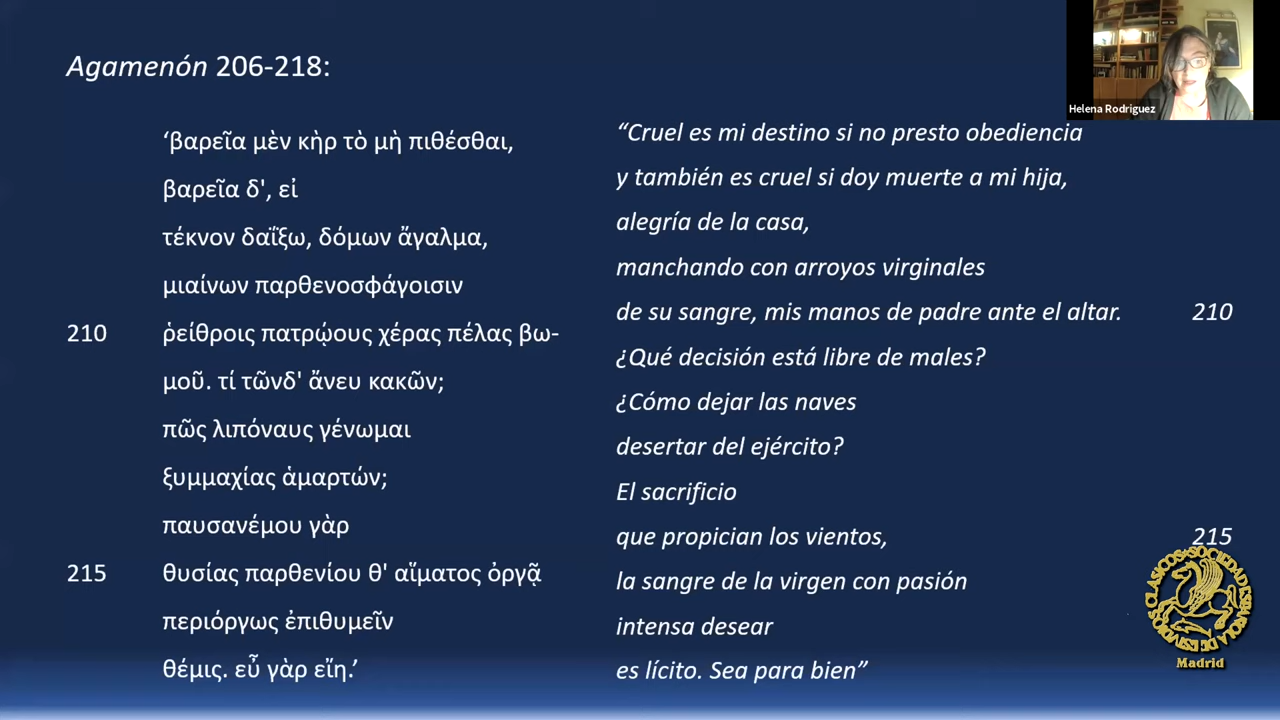 Agamenón 206-218:
‘βαρεῖα μὲν κὴρ τὸ μὴ πιθέσθαι,
βαρεῖα δ', εἰ
τέκνον δαΐξω, δόμων ἄγαλμα,
μιαίνων παρθενοσφάγοισιν
210 ῥείθροις πατρῴους χέρας πέλας βω-
μοῦ. τί τῶνδ' ἄνευ κακῶν;
πῶς λιπόναυς γένωμαι
ξυμμαχίας ἁμαρτών;
παυσανέμου γὰρ
215 θυσίας παρθενίου θ' αἵματος ὀργᾷ
περιόργως ἐπιθυμεῖν
θέμις. εὖ γὰρ εἴη.’
“Cruel es mi destino si no presto obediencia
y también es cruel si doy muerte a mi hija,
alegría de la casa,
manchando con arroyos virginales
de su sangre, mis manos de padre ante el altar. 210
¿Qué decisión está libre de males?
¿Cómo dejar las naves
desertar del ejército?
El sacrificio
que propician los vientos, 215
la sangre de la virgen con pasión
intensa desear
es lícito. Sea para bien”
Helena Rodriguez
SOCIEDAD ESPAÑOLA DE ESTUDIOS CLASICOS
Madrid